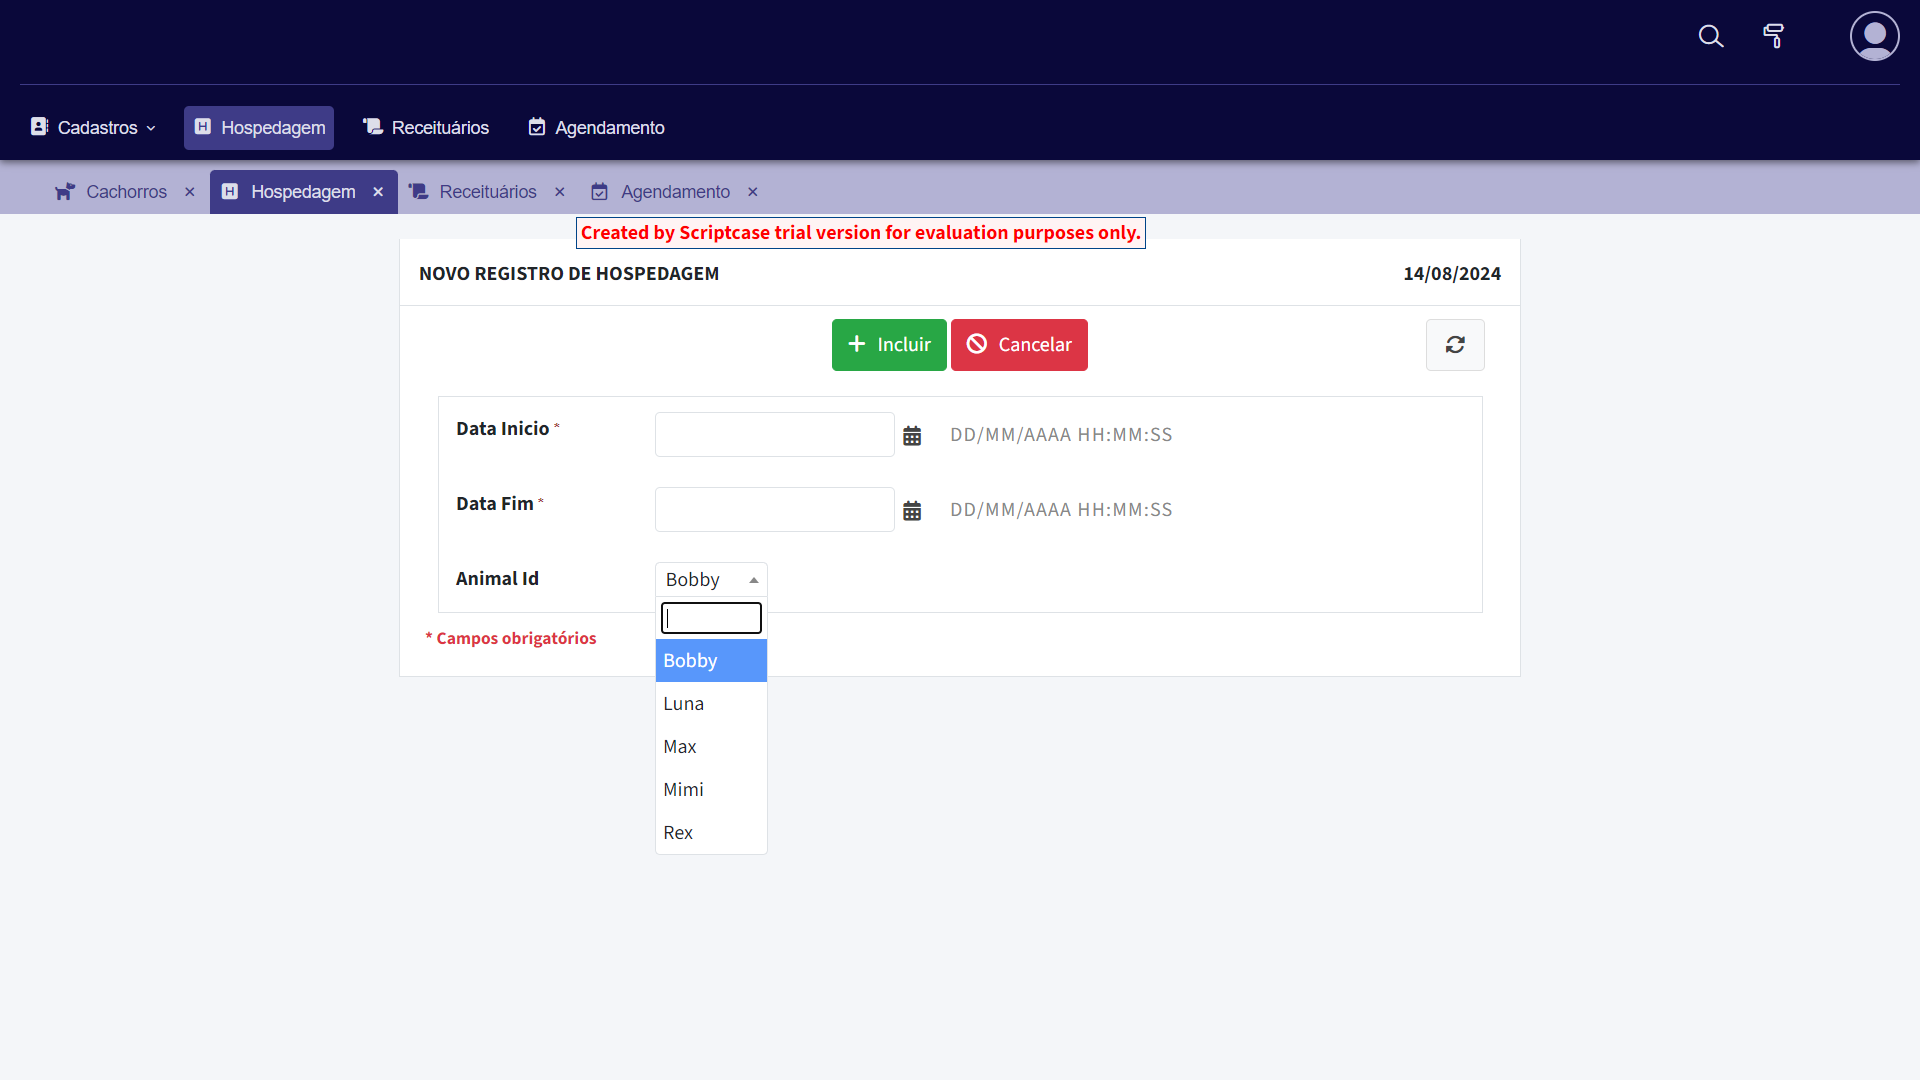 Cadastros
Hospedagem
Receituários
Agendamento
Cachorros
Hospedagem
Receituários
Agendamento
Created by Scriptcase trial version for evaluation purposes only.
NOVO REGISTRO DE HOSPEDAGEM
14/08/2024
Incluir
Cancelar
Data Inicio *
DD/MM/AAAA HH:MM:SS
Data Fim *
DD/MM/AAAA HH:MM:SS
Animal Id
Bobby
* Campos obrigatórios
Bobby
Luna
Max
Mimi
Rex